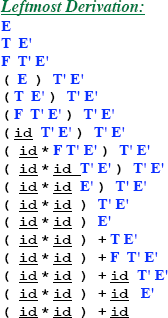 Leftmost Derivation:
E
T E'
F T' E'
( E ) T' E'
( T E' ) T' E'
( F T' E' ) T' E'
( id T' E' ) T' E'
( id * F T' E' ) T' E'
( id * id T' E' ) T' E'
( id * id E' ) T' E'
( id * id ) T' E'
( id * id ) E'
( id * id ) + T E'
( id * id ) + F T' E'
( id * id ) + id T' E'
( id * id ) + id E'
( id * id ) + id